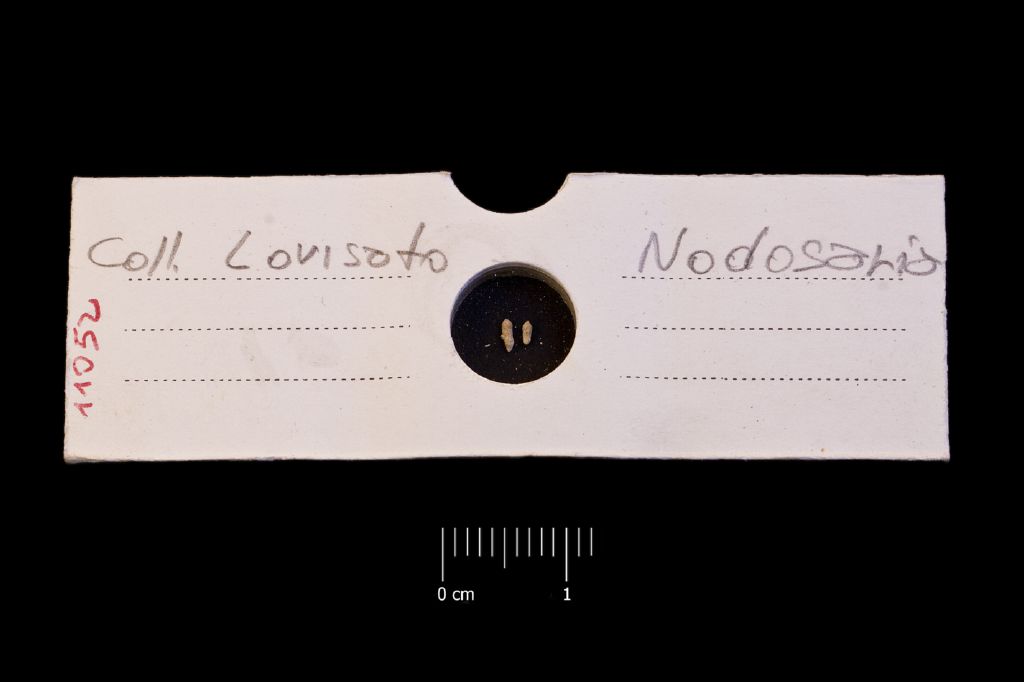 Coll. Lovisato
Nodosaria
11052
0 cm 1